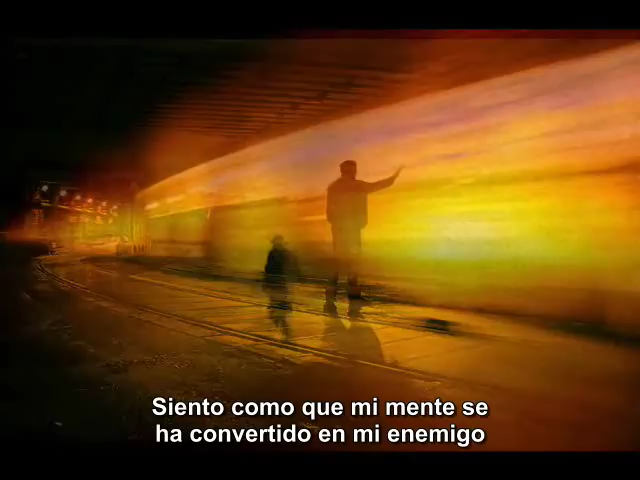 Siento como que mi mente se
ha convertido en mi enemigo